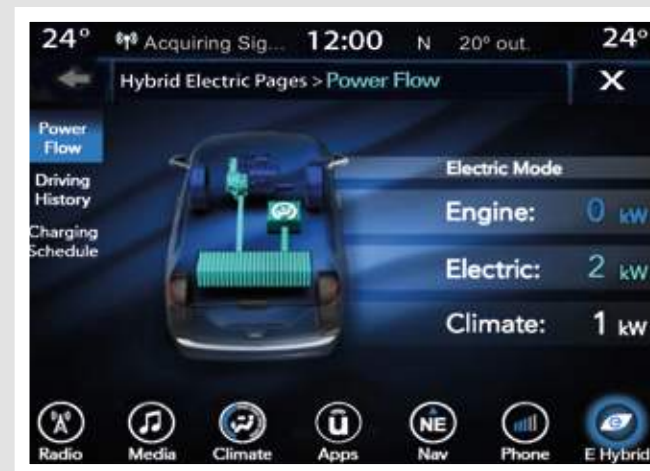 24° Acquiring Sig... 12:00 N 20° out. 24°
Hybrid Electric Pages > Power Flow X
Power
Flow
Driving
History
Charging
Schedule
Electric Mode
Engine: 0 kW
Electric: 2 kW
Climate: 1 kW
ū NE
Radio Media Climate Apps Nav Phone E Hybrid